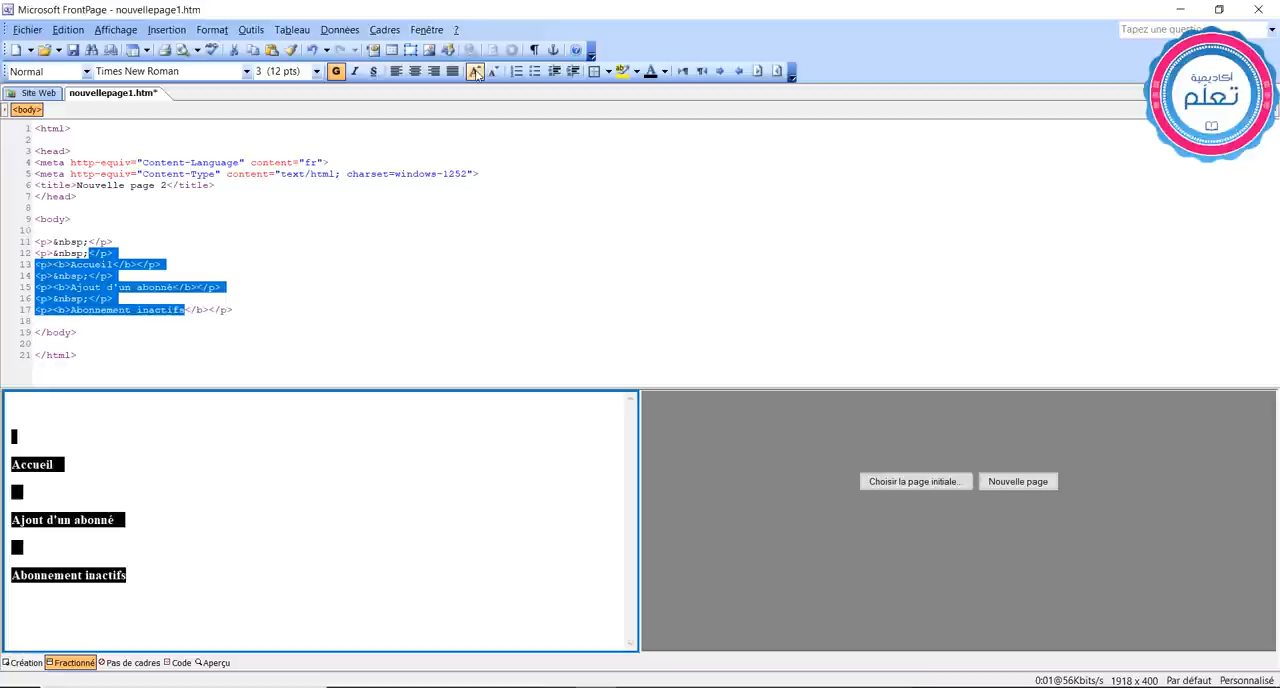 Microsoft FrontPage - nouvellepage1.htm
Fichier Edition Affichage Insertion Format Outils Tableau Données Cadres Fenêtre ?
Tapez une question
Normal Times New Roman 3 (12 pts) G I S
أكاديمية
تعلّم
Site Web nouvellepage1.htm*
<body>
1 <html>
2
3 <head>
4 <meta http-equiv="Content-Language" content="fr">
5 <meta http-equiv="Content-Type" content="text/html; charset=windows-1252">
6 <title>Nouvelle page 2</title>
7 </head>
8
9 <body>
10
11 <p>&nbsp;</p>
12 <p>&nbsp;</p>
13 <p><b>Accueil</b></p>
14 <p>&nbsp;</p>
15 <p><b>Ajout d'un abonné</b></p>
16 <p>&nbsp;</p>
17 <p><b>Abonnement inactifs</b></p>
18
19 </body>
20
21 </html>
Accueil
Ajout d'un abonné
Abonnement inactifs
Choisir la page initiale... Nouvelle page
Création Fractionné Pas de cadres Code Aperçu
0:01@56Kbits/s 1918 x 400 Par défaut Personnalisé